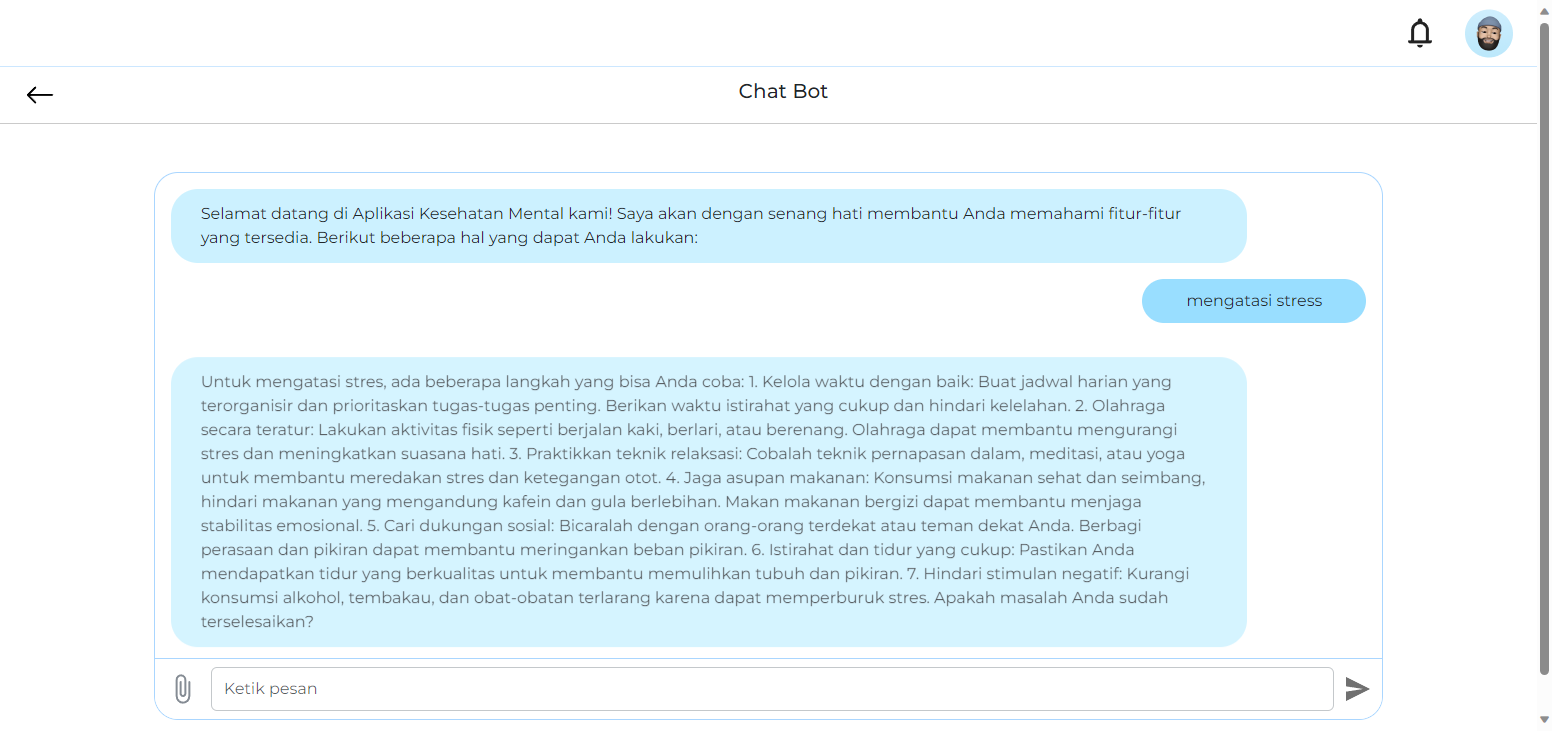 Chat Bot
Selamat datang di Aplikasi Kesehatan Mental kami! Saya akan dengan senang hati membantu Anda memahami fitur-fitur
yang tersedia. Berikut beberapa hal yang dapat Anda lakukan:
mengatasi stress
Untuk mengatasi stres, ada beberapa langkah yang bisa Anda coba: 1. Kelola waktu dengan baik: Buat jadwal harian yang
terorganisir dan prioritaskan tugas-tugas penting. Berikan waktu istirahat yang cukup dan hindari kelelahan. 2. Olahraga
secara teratur: Lakukan aktivitas fisik seperti berjalan kaki, berlari, atau berenang. Olahraga dapat membantu mengurangi
stres dan meningkatkan suasana hati. 3. Praktikkan teknik relaksasi: Cobalah teknik pernapasan dalam, meditasi, atau yoga
untuk membantu meredakan stres dan ketegangan otot. 4. Jaga asupan makanan: Konsumsi makanan sehat dan seimbang,
hindari makanan yang mengandung kafein dan gula berlebihan. Makan makanan bergizi dapat membantu menjaga
stabilitas emosional. 5. Cari dukungan sosial: Bicaralah dengan orang-orang terdekat atau teman dekat Anda. Berbagi
perasaan dan pikiran dapat membantu meringankan beban pikiran. 6. Istirahat dan tidur yang cukup: Pastikan Anda
mendapatkan tidur yang berkualitas untuk membantu memulihkan tubuh dan pikiran. 7. Hindari stimulan negatif: Kurangi
konsumsi alkohol, tembakau, dan obat-obatan terlarang karena dapat memperburuk stres. Apakah masalah Anda sudah
terselesaikan?
Ketik pesan